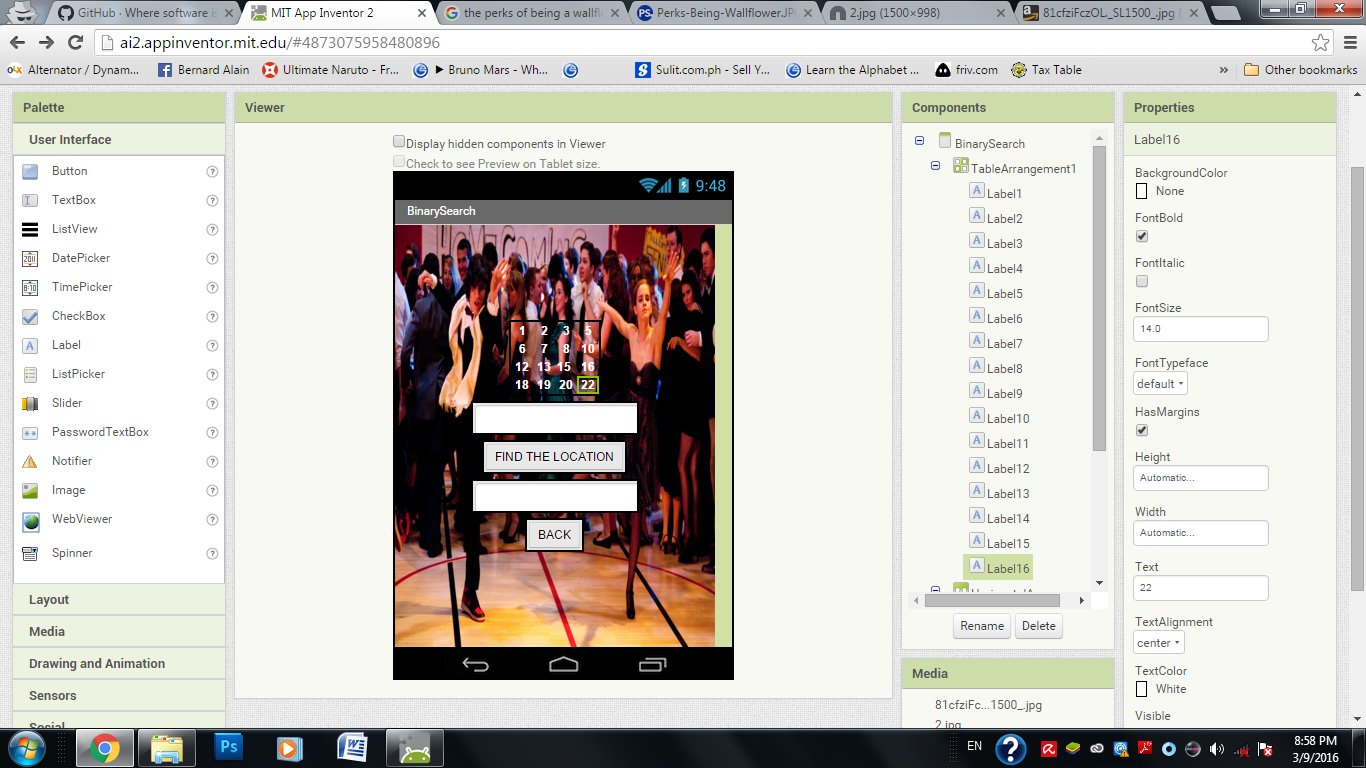 GitHub · Where software is
MIT App Inventor 2
the perks of being a wallfl
Perks-Being-Wallflower.JP
2.jpg (1500×998)
81cfziFczOL._SL1500_.jpg (
ai2.appinventor.mit.edu/#4873075958480896
Alternator / Dynam...
Bernard Alain
Ultimate Naruto - Fr...
Bruno Mars - Wh...
Sulit.com.ph - Sell Y...
Learn the Alphabet ...
friv.com
Tax Table
»
Other bookmarks
Palette
User Interface
Button
TextBox
ListView
DatePicker
TimePicker
CheckBox
Label
ListPicker
Slider
PasswordTextBox
Notifier
Image
WebViewer
Spinner
Layout
Media
Drawing and Animation
Sensors
Social
Viewer
Display hidden components in Viewer
Check to see Preview on Tablet size.
9:48
BinarySearch
HOMECOMING
1 2 3 5
6 7 8 10
12 13 15 16
18 19 20 22
FIND THE LOCATION
BACK
Components
BinarySearch
TableArrangement1
Label1
Label2
Label3
Label4
Label5
Label6
Label7
Label8
Label9
Label10
Label11
Label12
Label13
Label14
Label15
Label16
Rename Delete
Media
81cfziFc...1500_.jpg
2.jpg
Properties
Label16
BackgroundColor
None
FontBold
FontItalic
FontSize
14.0
FontTypeface
default
HasMargins
Height
Automatic...
Width
Automatic...
Text
22
TextAlignment
center
TextColor
White
Visible
EN
8:58 PM
3/9/2016